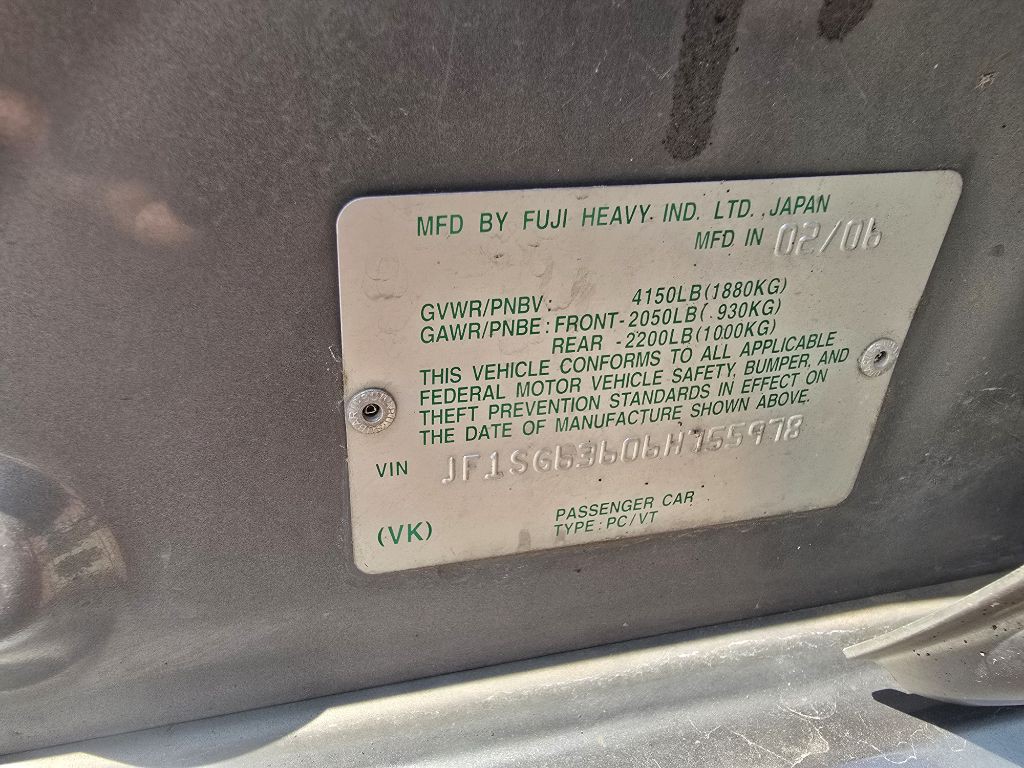 MFD BY FUJI HEAVY IND. LTD., JAPAN
MFD IN 02/06
GVWR/PNBV: 4150LB(1880KG)
GAWR/PNBE: FRONT-2050LB( 930KG)
REAR -2200LB(1000KG)
THIS VEHICLE CONFORMS TO ALL APPLICABLE
FEDERAL MOTOR VEHICLE SAFETY, BUMPER, AND
THEFT PREVENTION STANDARDS IN EFFECT ON
THE DATE OF MANUFACTURE SHOWN ABOVE.
VIN JF1SG63606H755978
PASSENGER CAR
(VK) TYPE: PC/VT